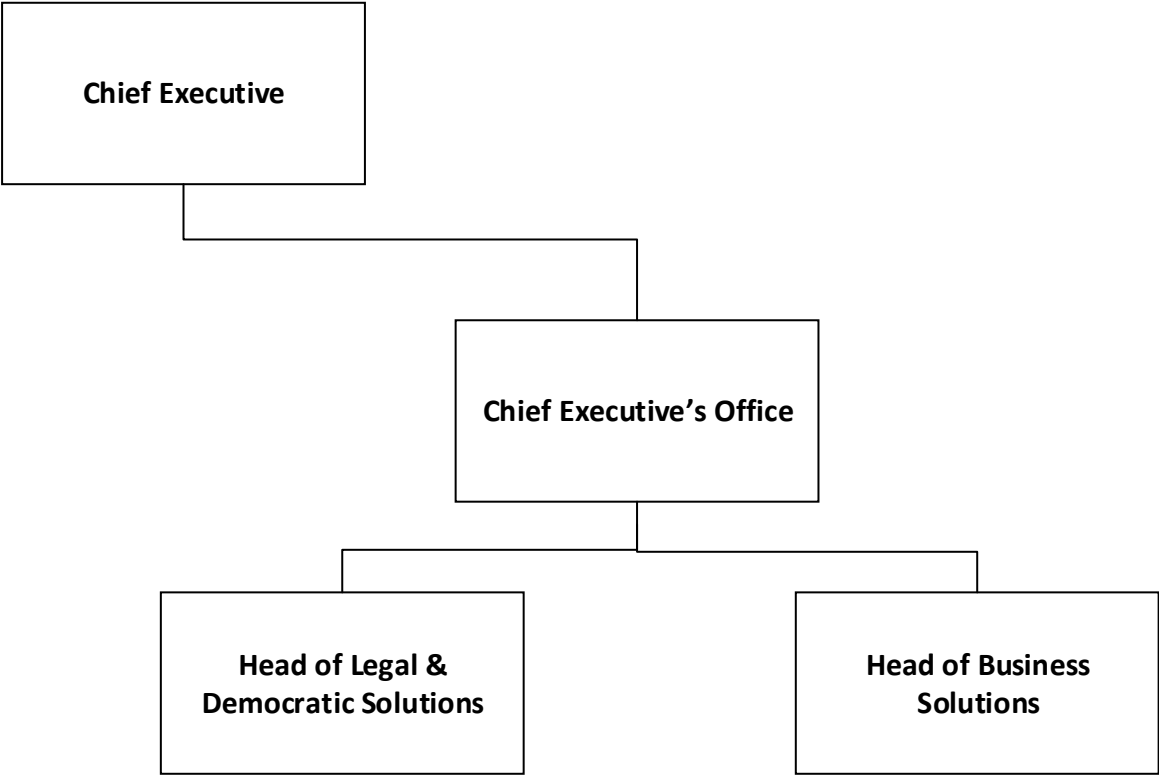 Chief Executive
Chief Executive’s Office
Head of Legal &
Democratic Solutions
Head of Business
Solutions